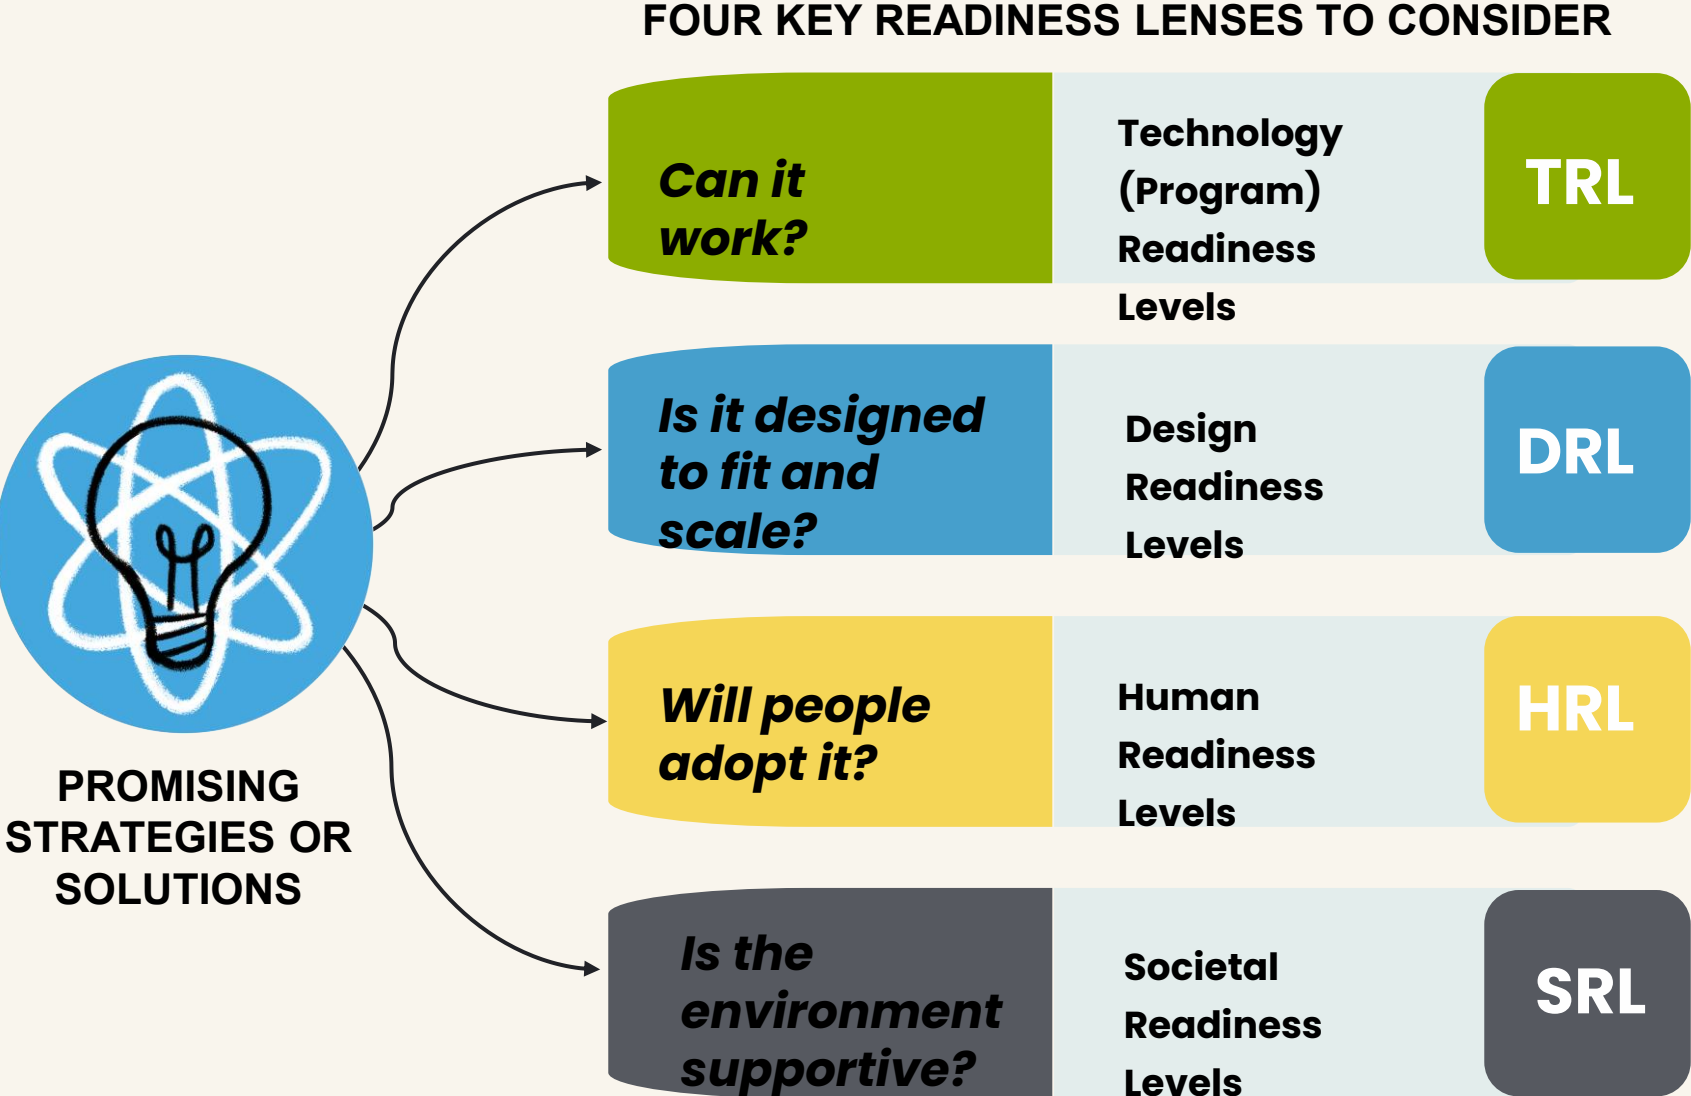 FOUR KEY READINESS LENSES TO CONSIDER
Can it
work?
Technology
(Program)
Readiness
Levels
TRL
Is it designed
to fit and
scale?
Design
Readiness
Levels
DRL
Will people
adopt it?
Human
Readiness
Levels
HRL
Is the
environment
supportive?
Societal
Readiness
Levels
SRL
PROMISING
STRATEGIES OR
SOLUTIONS